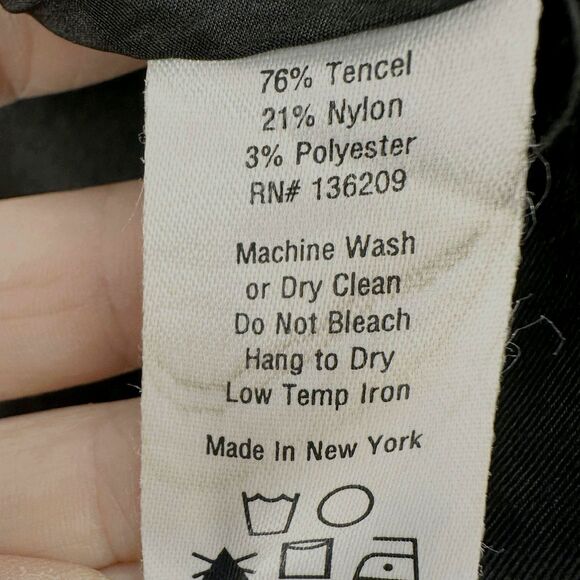 76% Tencel
21% Nylon
3% Polyester
RN# 136209
Machine Wash
or Dry Clean
Do Not Bleach
Hang to Dry
Low Temp Iron
Made In New York